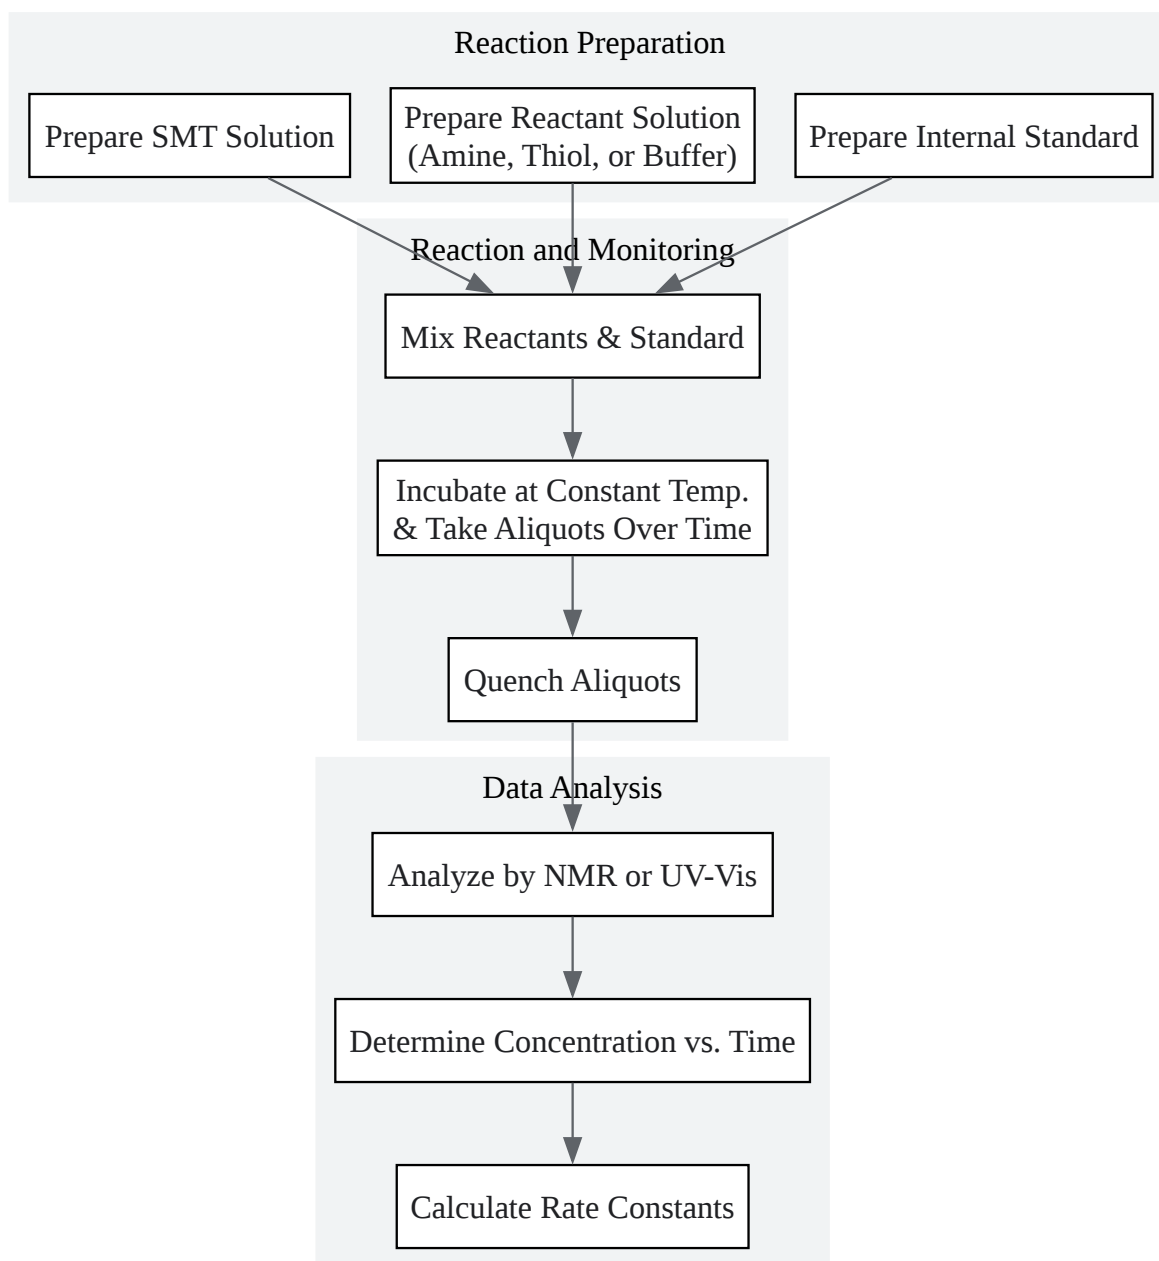 Reaction Preparation
Prepare SMT Solution
Prepare Reactant Solution
(Amine, Thiol, or Buffer)
Prepare Internal Standard
Reaction and Monitoring
Mix Reactants & Standard
Incubate at Constant Temp.
& Take Aliquots Over Time
Quench Aliquots
Data Analysis
Analyze by NMR or UV-Vis
Determine Concentration vs. Time
Calculate Rate Constants